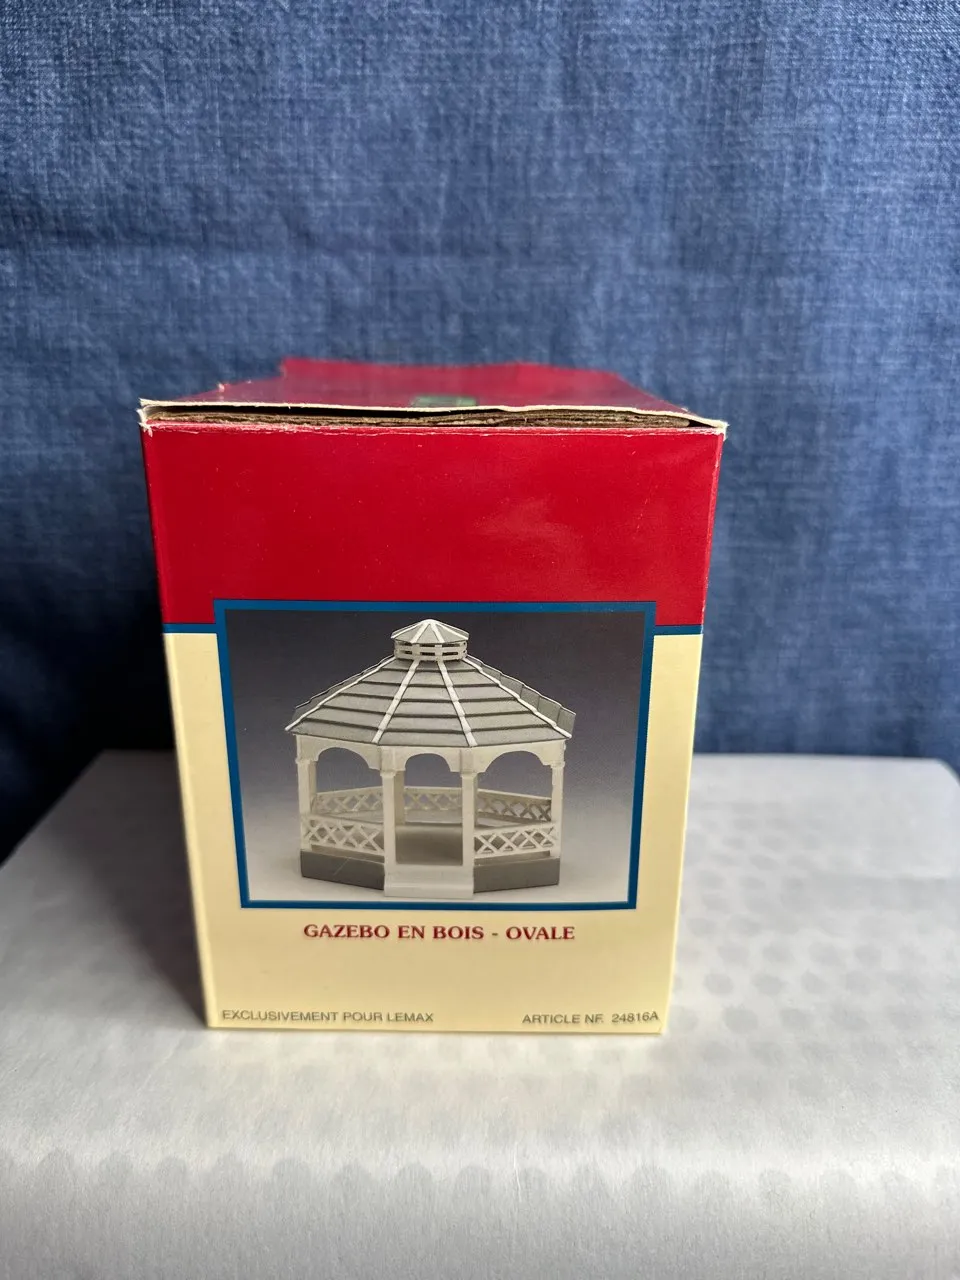 GAZEBO EN BOIS - OVALE
EXCLUSIVEMENT POUR LEMAX
ARTICLE NF. 24816A